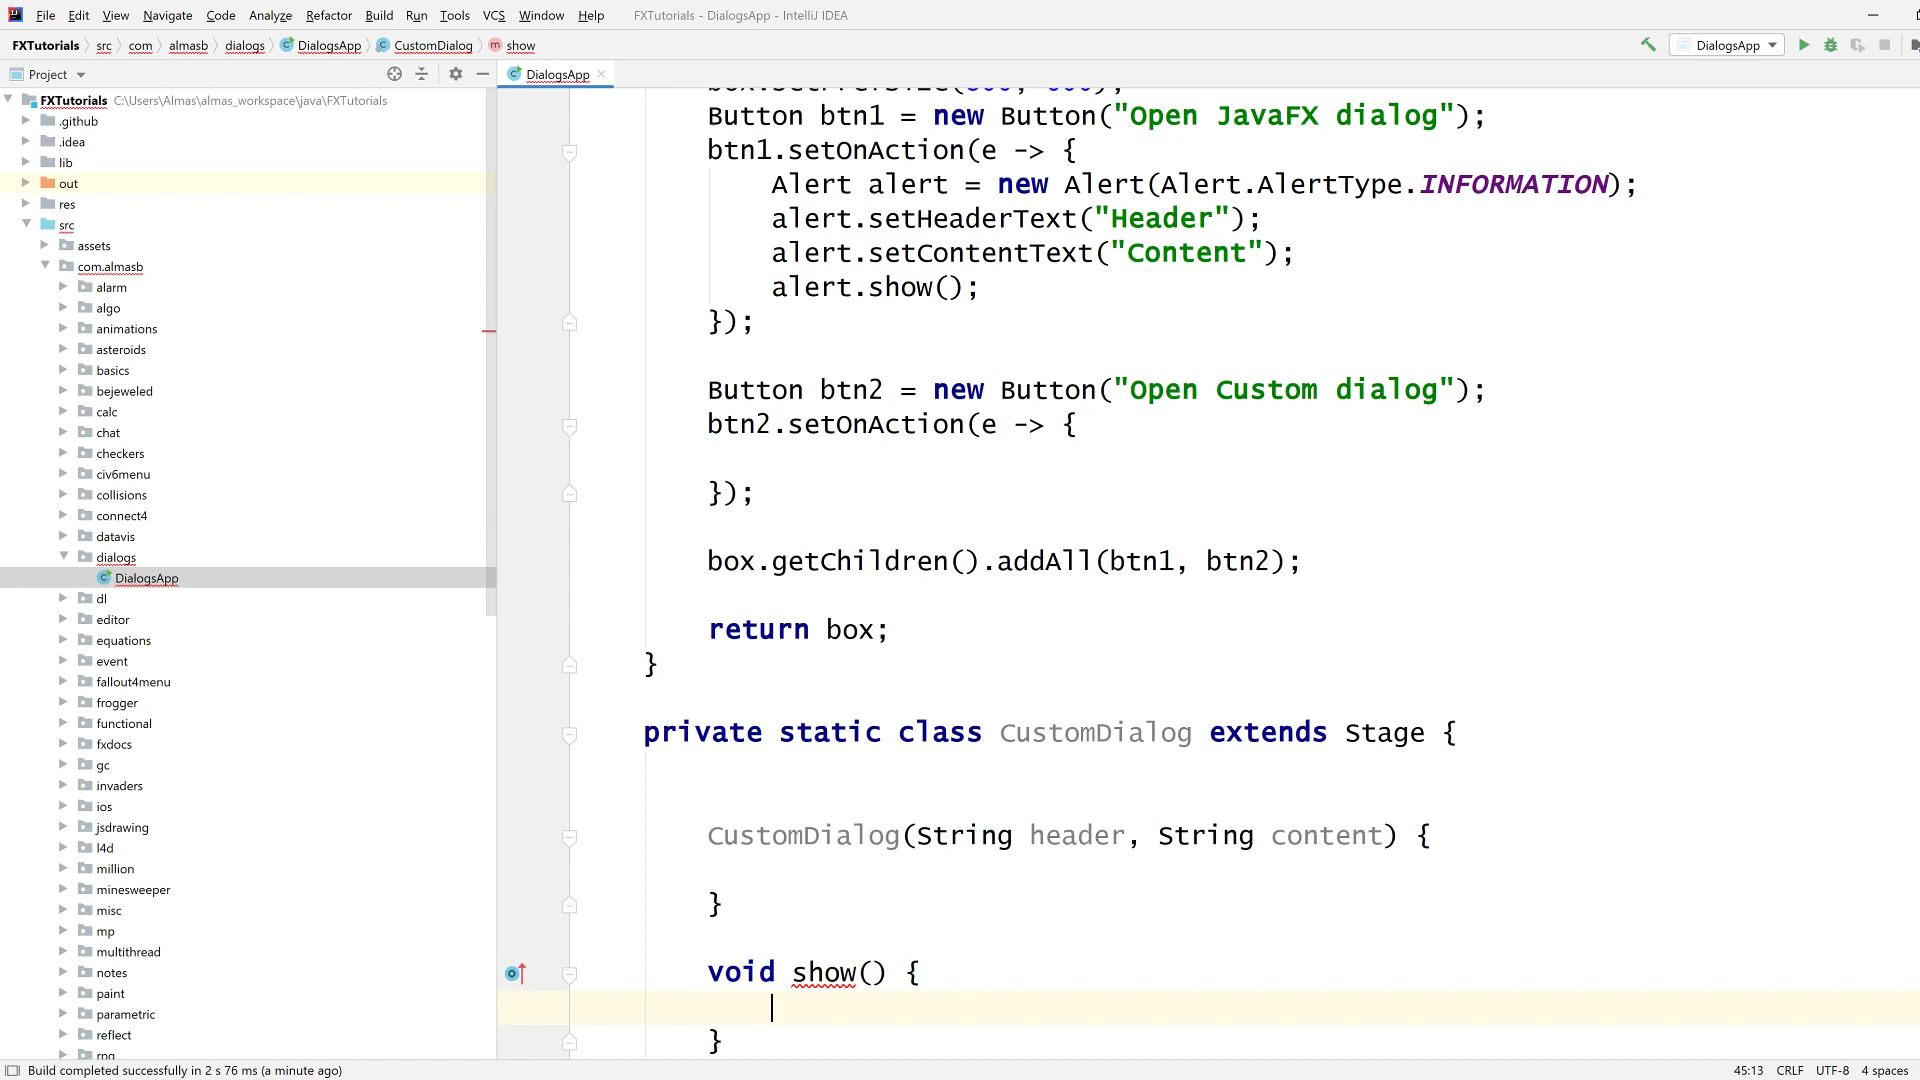 File Edit View Navigate Code Analyze Refactor Build Run Tools VCS Window Help FXTutorials - DialogsApp - IntelliJ IDEA
FXTutorials src com almasb dialogs DialogsApp CustomDialog show DialogsApp
Project
DialogsApp
FXTutorials C:\Users\Almas\almas_workspace\java\FXTutorials
.github
.idea
lib
out
res
src
assets
com.almasb
alarm
algo
animations
asteroids
basics
bejeweled
calc
chat
checkers
civ6menu
collisions
connect4
datavis
dialogs
DialogsApp
dl
editor
equations
event
fallout4menu
frogger
functional
fxdocs
gc
invaders
ios
jsdrawing
l4d
million
minesweeper
misc
mp
multithread
notes
paint
parametric
reflect
rpg
Button btn1 = new Button("Open JavaFX dialog");
btn1.setOnAction(e -> {
Alert alert = new Alert(Alert.AlertType.INFORMATION);
alert.setHeaderText("Header");
alert.setContentText("Content");
alert.show();
});
Button btn2 = new Button("Open Custom dialog");
btn2.setOnAction(e -> {
});
box.getChildren().addAll(btn1, btn2);
return box;
}
private static class CustomDialog extends Stage {
CustomDialog(String header, String content) {
}
void show() {
}
Build completed successfully in 2 s 76 ms (a minute ago) 45:13 CRLF UTF-8 4 spaces